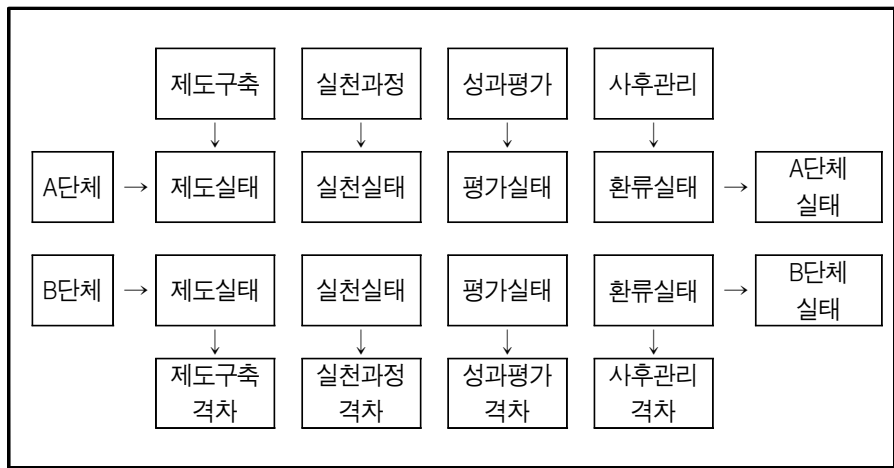 제도구축 실천과정 성과평가 사후관리
↓ ↓ ↓ ↓
A단체 → 제도실태 실천실태 평가실태 환류실태 → A단체
실태
B단체 → 제도실태 실천실태 평가실태 환류실태 → B단체
실태
↓ ↓ ↓ ↓
제도구축 실천과정 성과평가 사후관리
격차 격차 격차 격차